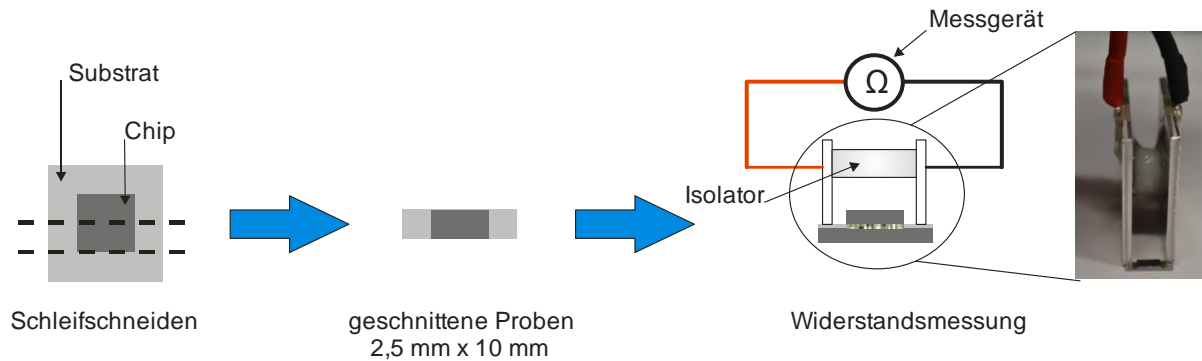 Messgerät
Substrat
Chip
Ω
Isolator
Schleifschneiden
geschnittene Proben
2,5 mm x 10 mm
Widerstandsmessung